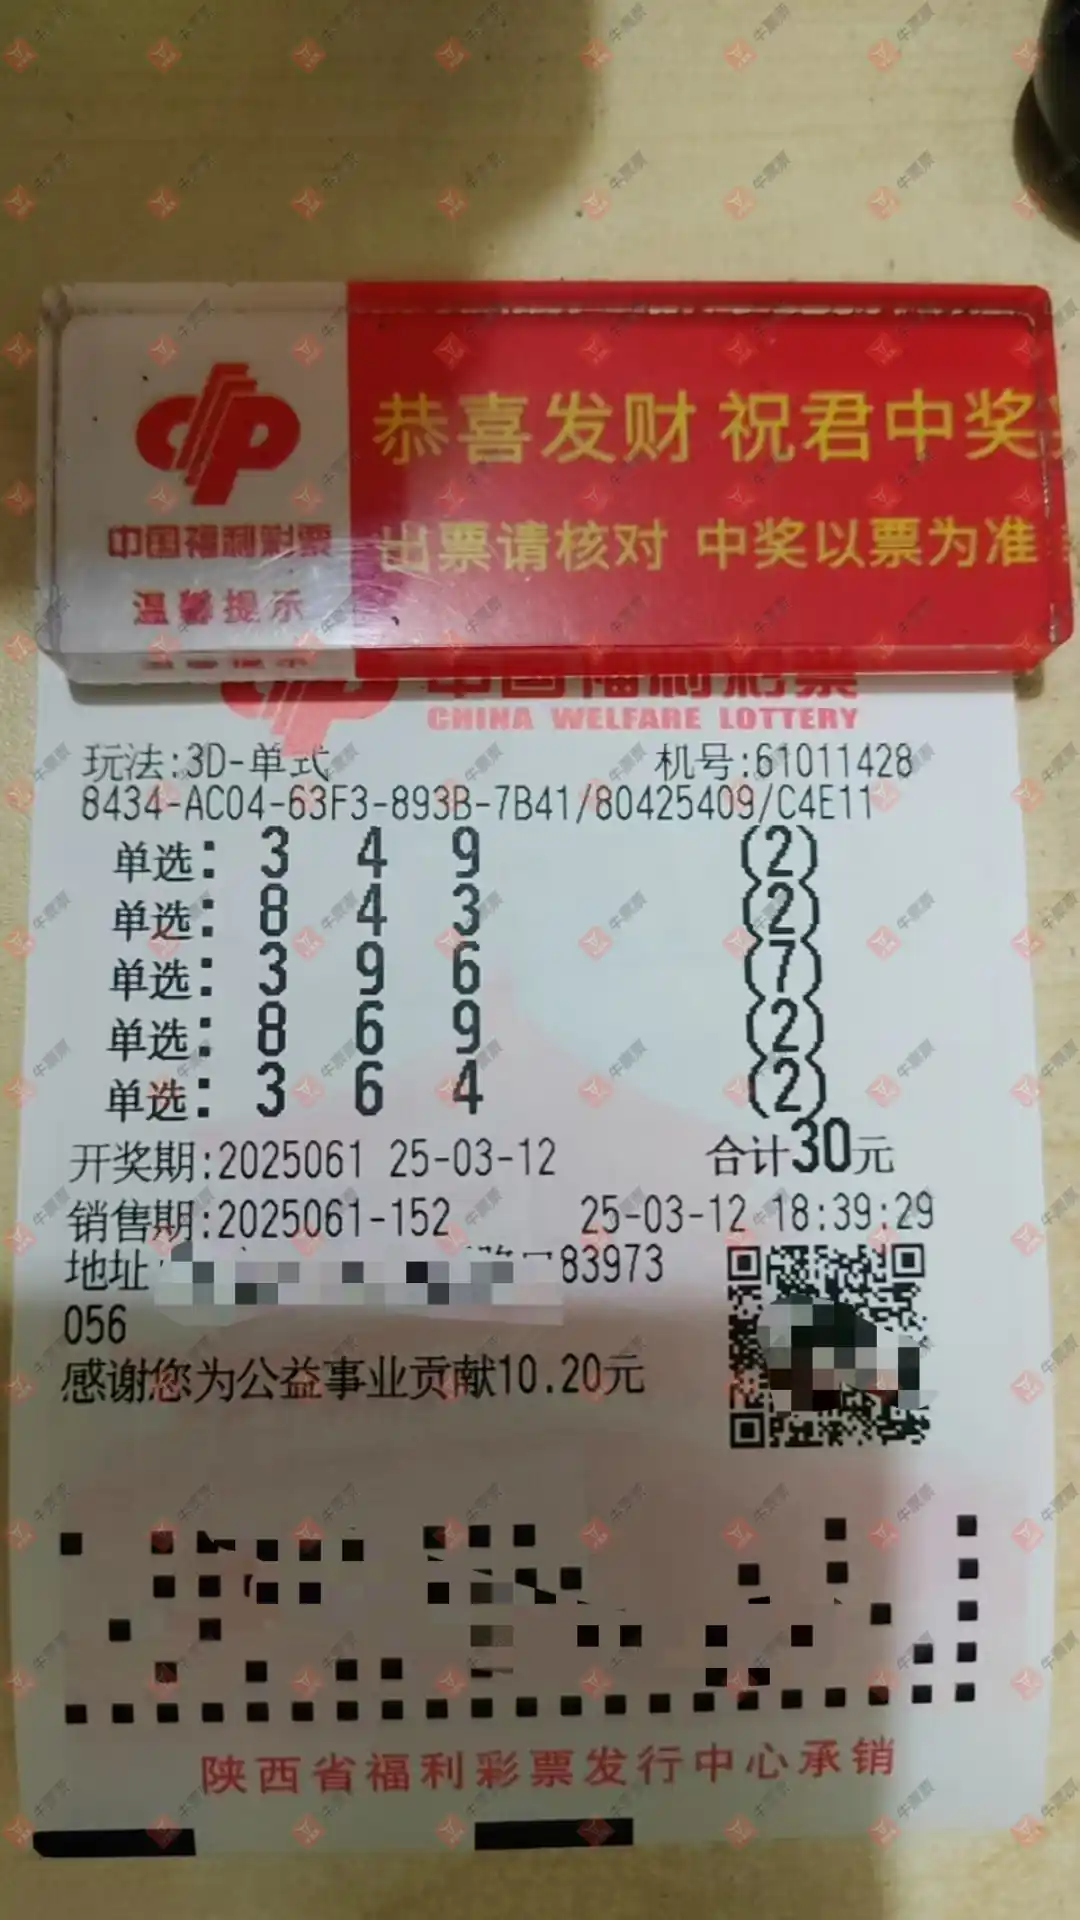 恭喜发财 祝君中奖
中国福利彩票
出票请核对 中奖以票为准
温馨提示
中国福利彩票
CHINA WELFARE LOTTERY
玩法:3D-单式 机号:61011428
8434-AC04-63F3-893B-7B41/80425409/C4E11
单选: 3 4 9 (2)
单选: 8 4 3 (2)
单选: 3 9 6 (7)
单选: 8 6 9 (2)
单选: 3 6 4 (2)
开奖期:2025061 25-03-12 合计30元
销售期:2025061-152 25-03-12 18:39:29
地址 83973
056
感谢您为公益事业贡献10.20元
陕西省福利彩票发行中心承销